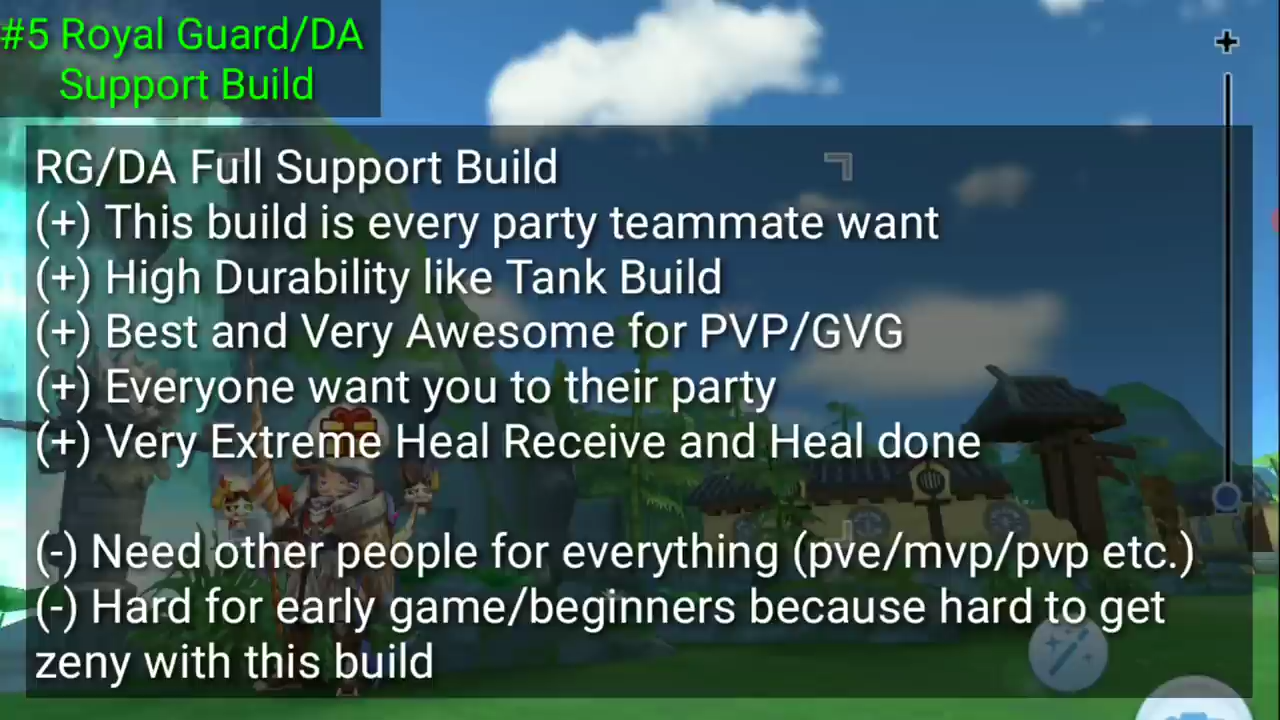 #5 Royal Guard/DA
Support Build
RG/DA Full Support Build
(+) This build is every party teammate want
(+) High Durability like Tank Build
(+) Best and Very Awesome for PVP/GVG
(+) Everyone want you to their party
(+) Very Extreme Heal Receive and Heal done
(-) Need other people for everything (pve/mvp/pvp etc.)
(-) Hard for early game/beginners because hard to get
zeny with this build